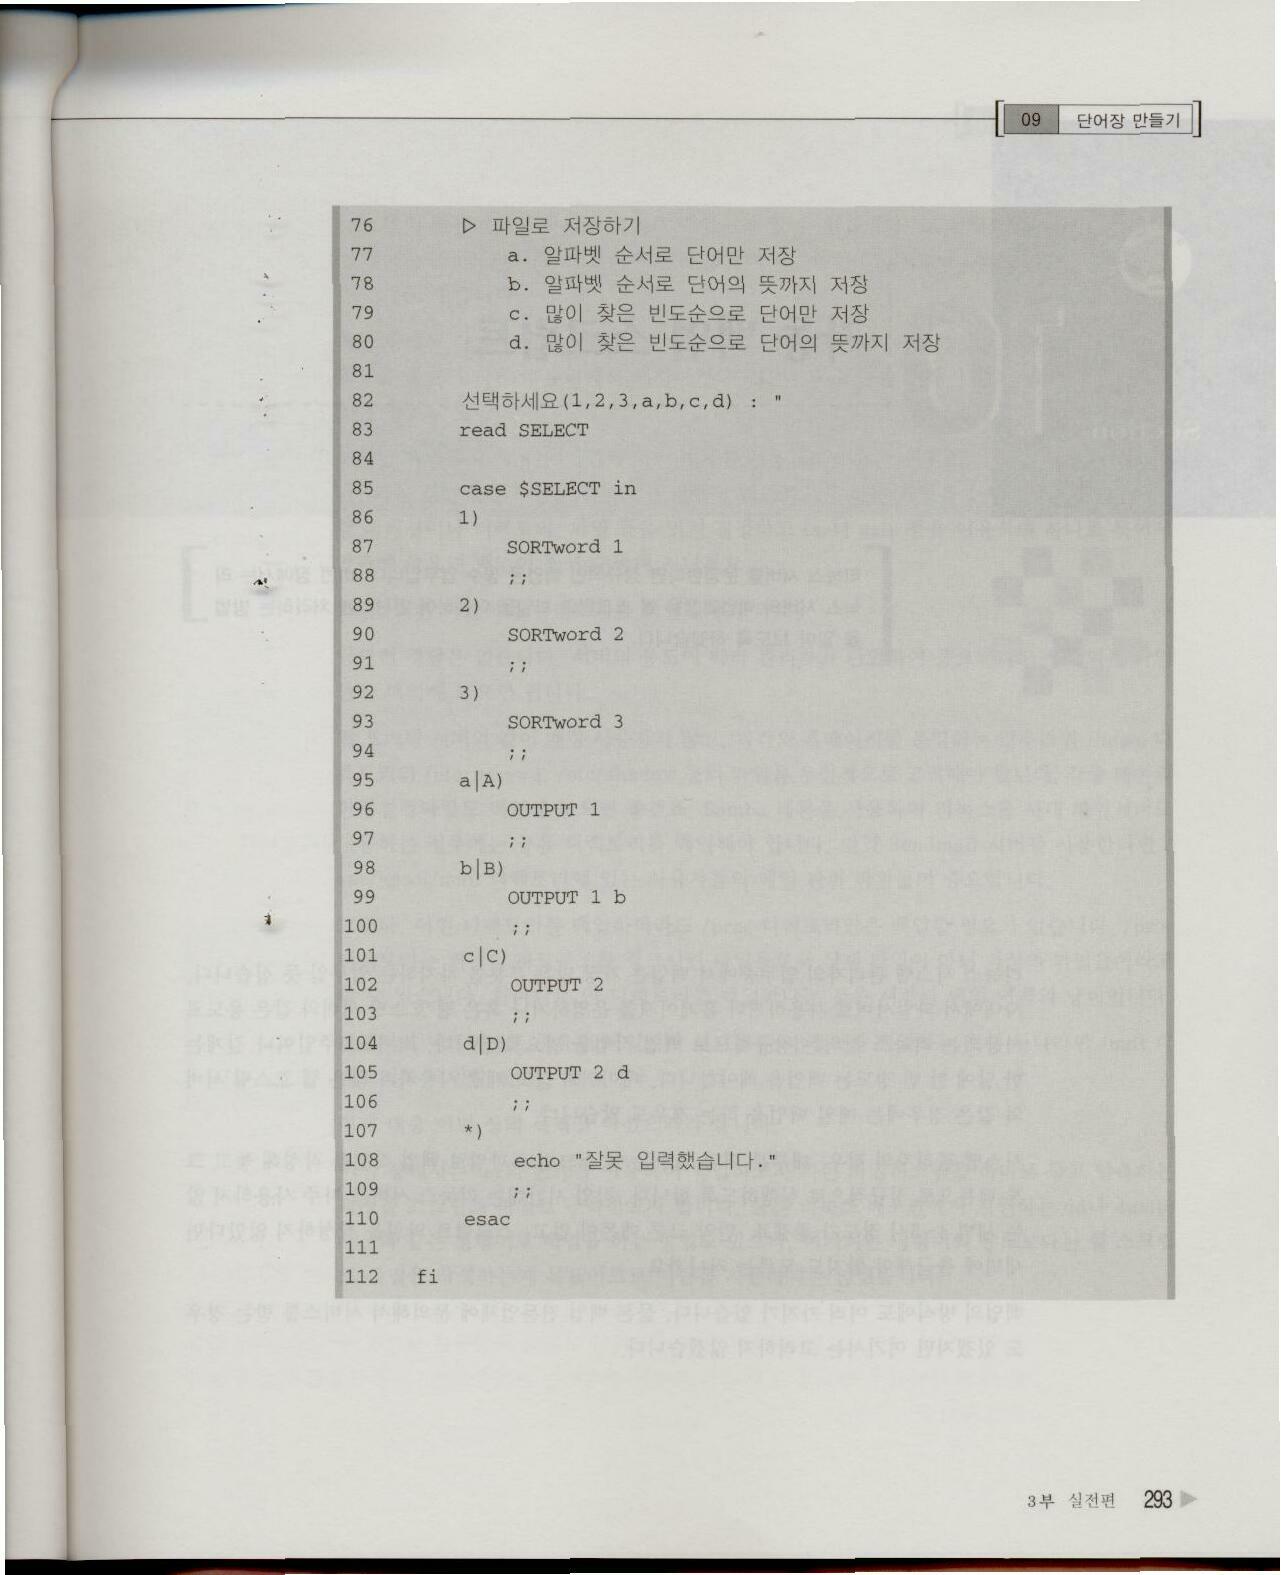 09 단어장 만들기
76 ▷ 파일로 저장하기
77 a. 알파벳 순서로 단어만 저장
78 b. 알파벳 순서로 단어의 뜻까지 저장
79 c. 많이 찾은 빈도순으로 단어만 저장
80 d. 많이 찾은 빈도순으로 단어의 뜻까지 저장
81
82 선택하세요(1,2,3,a,b,c,d) : "
83 read SELECT
84
85 case $SELECT in
86 1)
87 SORTword 1
88 ;;
89 2)
90 SORTword 2
91 ;;
92 3)
93 SORTword 3
94 ;;
95 a|A)
96 OUTPUT 1
97 ;;
98 b|B)
99 OUTPUT 1 b
100 ;;
101 c|C)
102 OUTPUT 2
103 ;;
104 d|D)
105 OUTPUT 2 d
106 ;;
107 *)
108 echo "잘못 입력했습니다."
109 ;;
110 esac
111
112 fi
3부 실전편 293